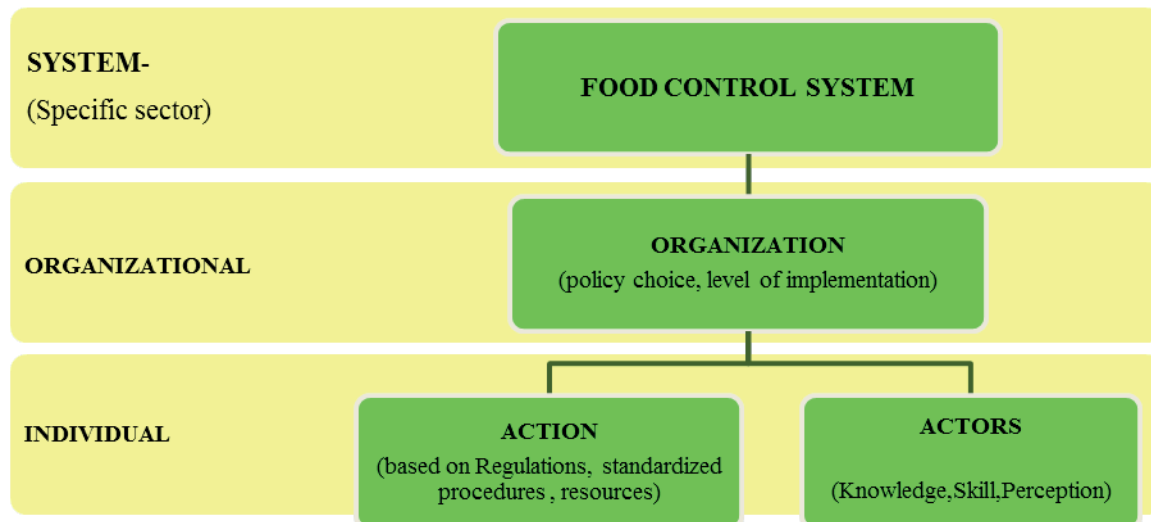 SYSTEM-
(Specific sector)
FOOD CONTROL SYSTEM
ORGANIZATIONAL
ORGANIZATION
(policy choice, level of implementation)
INDIVIDUAL
ACTION
(based on Regulations, standardized
procedures , resources)
ACTORS
(Knowledge,Skill,Perception)